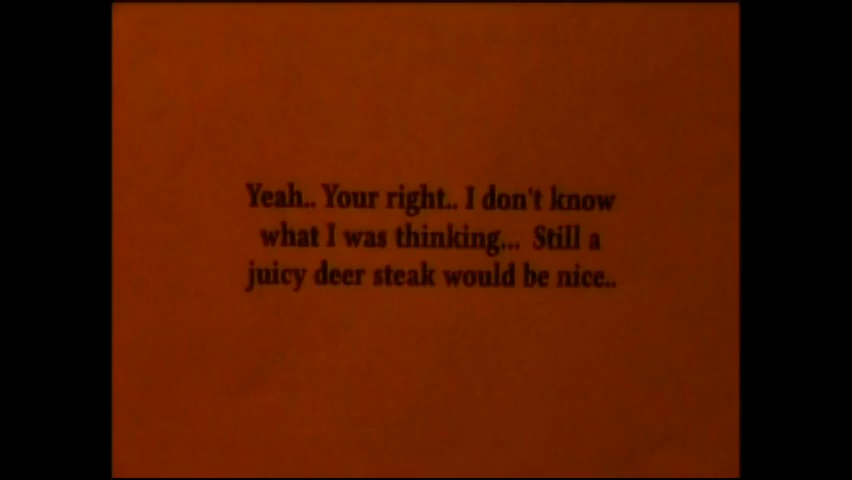 Yeah.. Your right.. I don't know
what I was thinking... Still a
juicy deer steak would be nice..